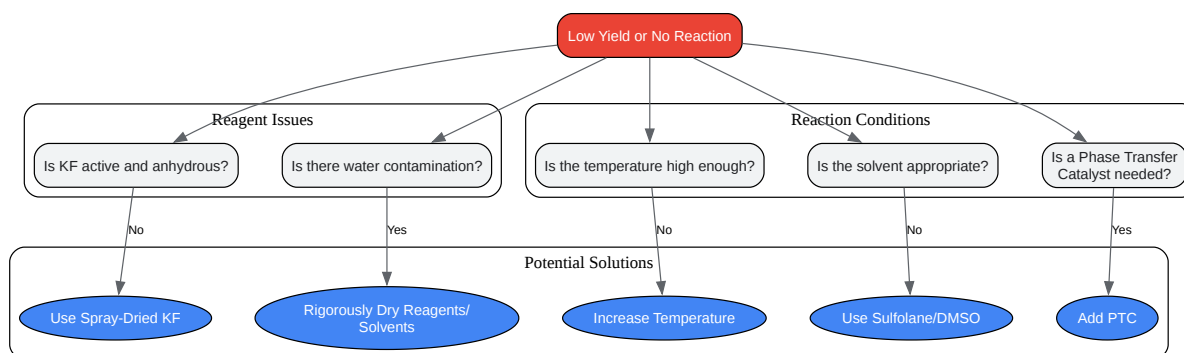 Low Yield or No Reaction
Reagent Issues
Reaction Conditions
Is KF active and anhydrous?
Is there water contamination?
Is the temperature high enough?
Is the solvent appropriate?
Is a Phase Transfer
Catalyst needed?
No
Yes
No
No
Yes
Potential Solutions
Use Spray-Dried KF
Rigorously Dry Reagents/
Solvents
Increase Temperature
Use Sulfolane/DMSO
Add PTC